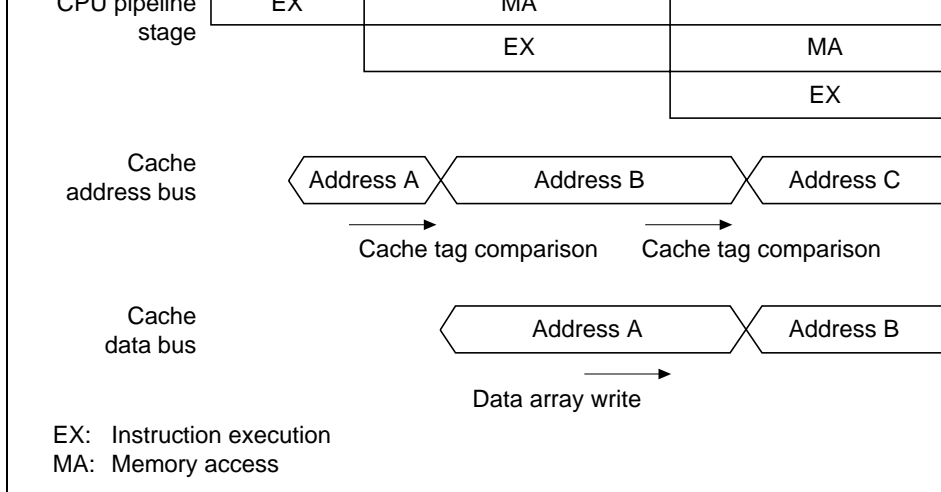 CPU pipeline
stage
EX MA
EX MA
EX
Cache
address bus
Address A Address B Address C
Cache tag comparison Cache tag comparison
Cache
data bus
Address A Address B
Data array write
EX: Instruction execution
MA: Memory access